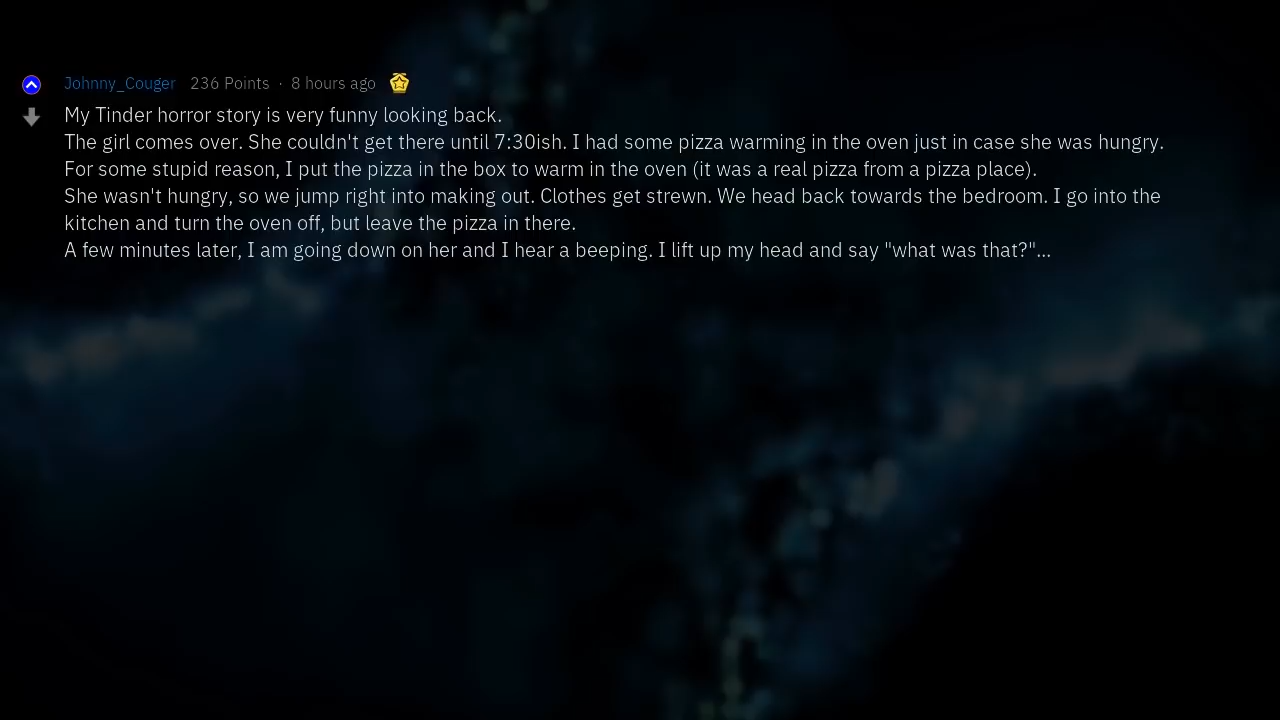 Johnny_Couger 236 Points · 8 hours ago
My Tinder horror story is very funny looking back.
The girl comes over. She couldn't get there until 7:30ish. I had some pizza warming in the oven just in case she was hungry.
For some stupid reason, I put the pizza in the box to warm in the oven (it was a real pizza from a pizza place).
She wasn't hungry, so we jump right into making out. Clothes get strewn. We head back towards the bedroom. I go into the
kitchen and turn the oven off, but leave the pizza in there.
A few minutes later, I am going down on her and I hear a beeping. I lift up my head and say "what was that?"...